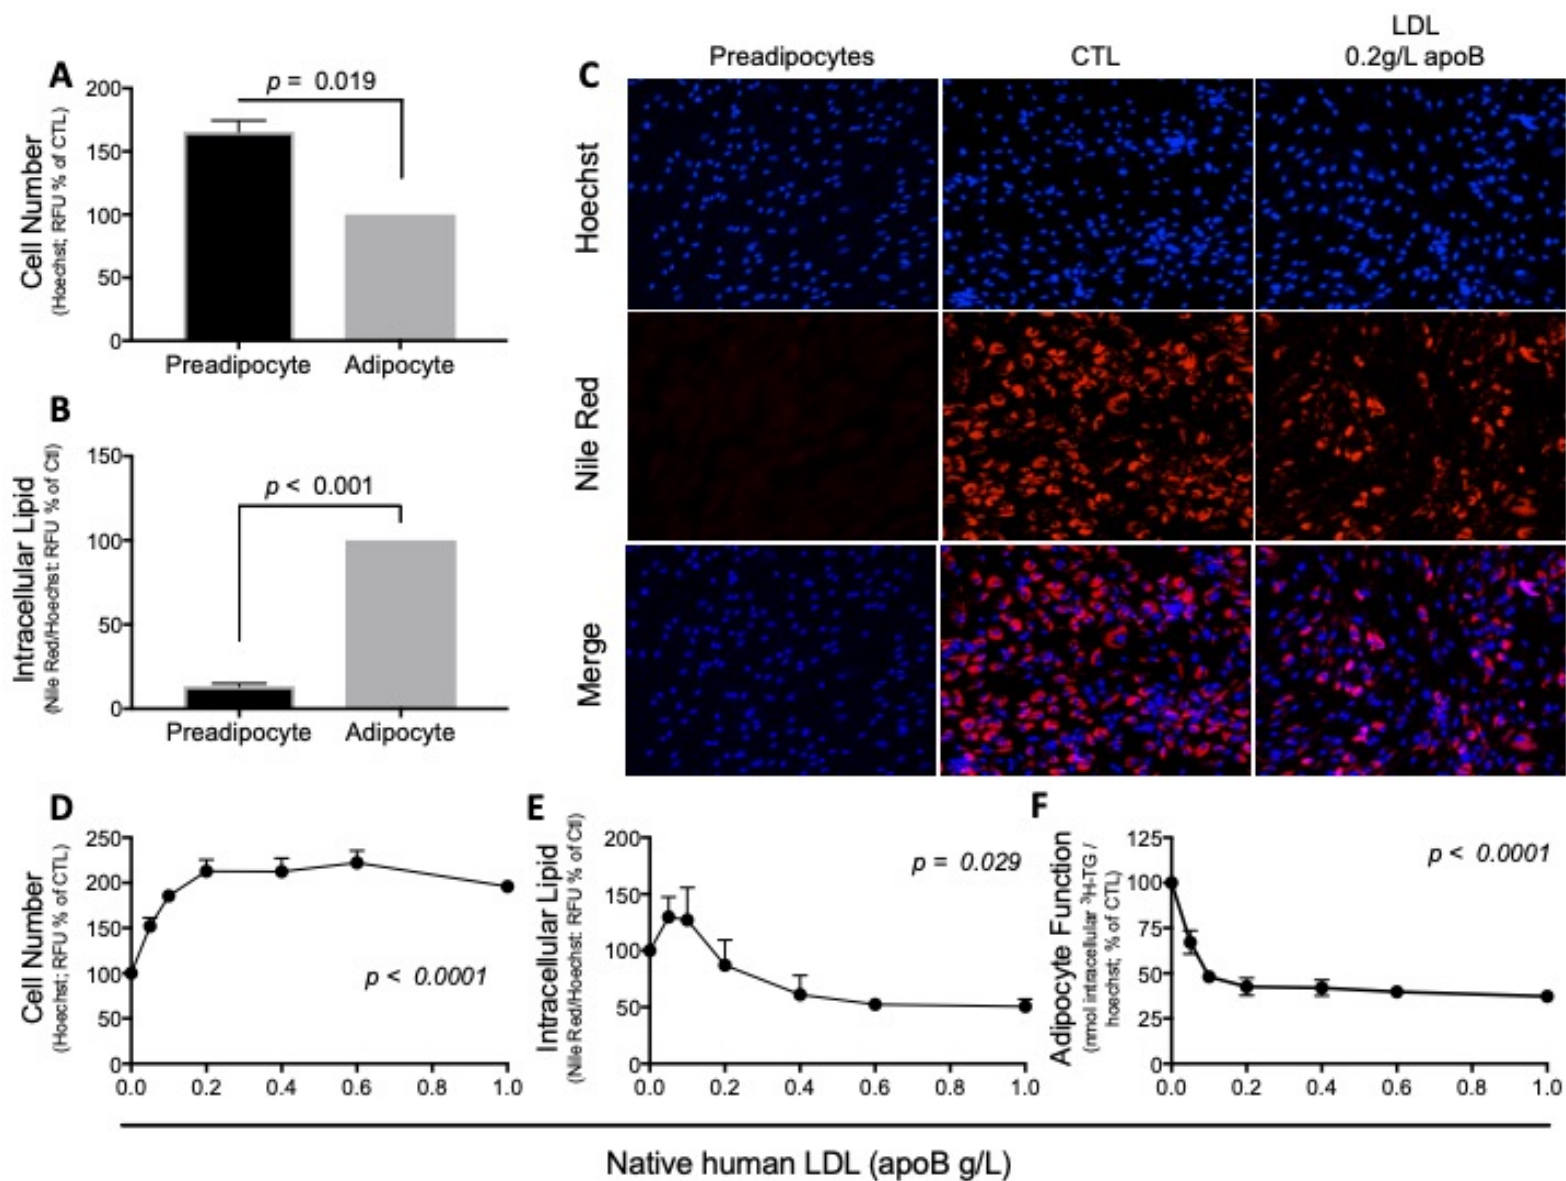 A
Cell Number
(Hoechst; RFU % of CTL)
200
150
100
50
0
p = 0.019
Preadipocyte
Adipocyte
B
Intracellular Lipid
(Nile Red/Hoechst: RFU % of Ctl)
150
100
50
0
p < 0.001
Preadipocyte
Adipocyte
C
Preadipocytes
CTL
LDL
0.2g/L apoB
Hoechst
Nile Red
Merge
D
Cell Number
(Hoechst; RFU % of CTL)
250
200
150
100
50
0
p < 0.0001
0.0 0.2 0.4 0.6 0.8 1.0
E
Intracellular Lipid
(Nile Red/Hoechst: RFU % of Ctl)
200
150
100
50
0
p = 0.029
0.0 0.2 0.4 0.6 0.8 1.0
F
Adipocyte Function
(nmol intracellular ³H-TG /
hoechst; % of CTL)
125
100
75
50
25
0
p < 0.0001
0.0 0.2 0.4 0.6 0.8 1.0
Native human LDL (apoB g/L)